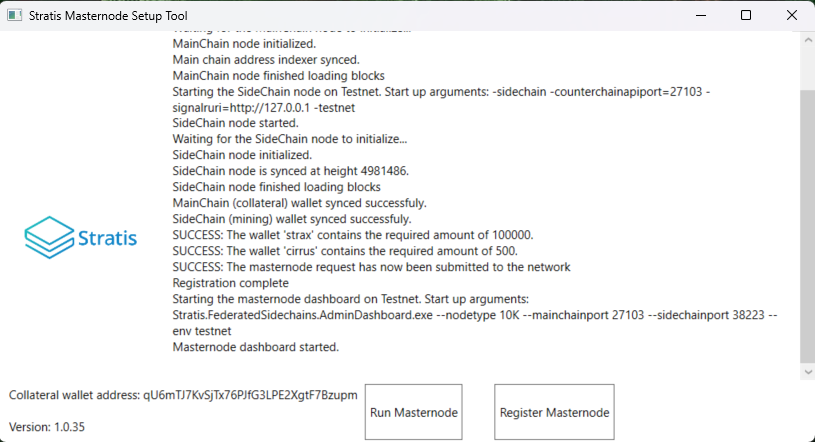 Stratis Masternode Setup Tool
Waiting for the MainChain node to initialize...
MainChain node initialized.
Main chain address indexer synced.
MainChain node finished loading blocks
Starting the SideChain node on Testnet. Start up arguments: -sidechain -counterchainapiport=27103 -
signalruri=http://127.0.0.1 -testnet
SideChain node started.
Waiting for the SideChain node to initialize...
SideChain node initialized.
SideChain node is synced at height 4981486.
SideChain node finished loading blocks
MainChain (collateral) wallet synced successfuly.
SideChain (mining) wallet synced successfuly.
SUCCESS: The wallet 'strax' contains the required amount of 100000.
SUCCESS: The wallet 'cirrus' contains the required amount of 500.
SUCCESS: The masternode request has now been submitted to the network
Registration complete
Starting the masternode dashboard on Testnet. Start up arguments:
Stratis.FederatedSidechains.AdminDashboard.exe --nodetype 10K --mainchainport 27103 --sidechainport 38223 --
env testnet
Masternode dashboard started.
Stratis
Collateral wallet address: qU6mTJ7KvSjTx76PJfG3LPE2XgtF7Bzupm
Run Masternode
Register Masternode
Version: 1.0.35